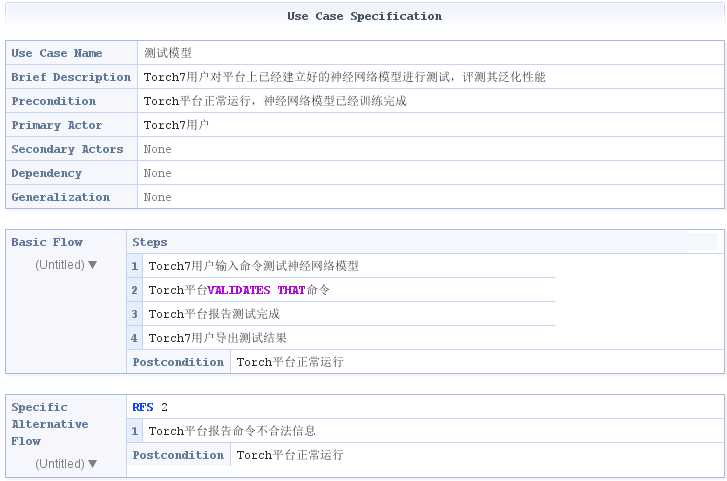 Use Case Specification
Use Case Name 测试模型
Brief Description Torch7用户对平台上已经建立好的神经网络模型进行测试，评测其泛化性能
Precondition Torch平台正常运行，神经网络模型已经训练完成
Primary Actor Torch7用户
Secondary Actors None
Dependency None
Generalization None
Basic Flow Steps
(Untitled) ▼
1 Torch7用户输入命令测试神经网络模型
2 Torch平台VALIDATES THAT命令
3 Torch平台报告测试完成
4 Torch7用户导出测试结果
Postcondition Torch平台正常运行
Specific
Alternative
Flow
(Untitled) ▼
RFS 2
1 Torch平台报告命令不合法信息
Postcondition Torch平台正常运行